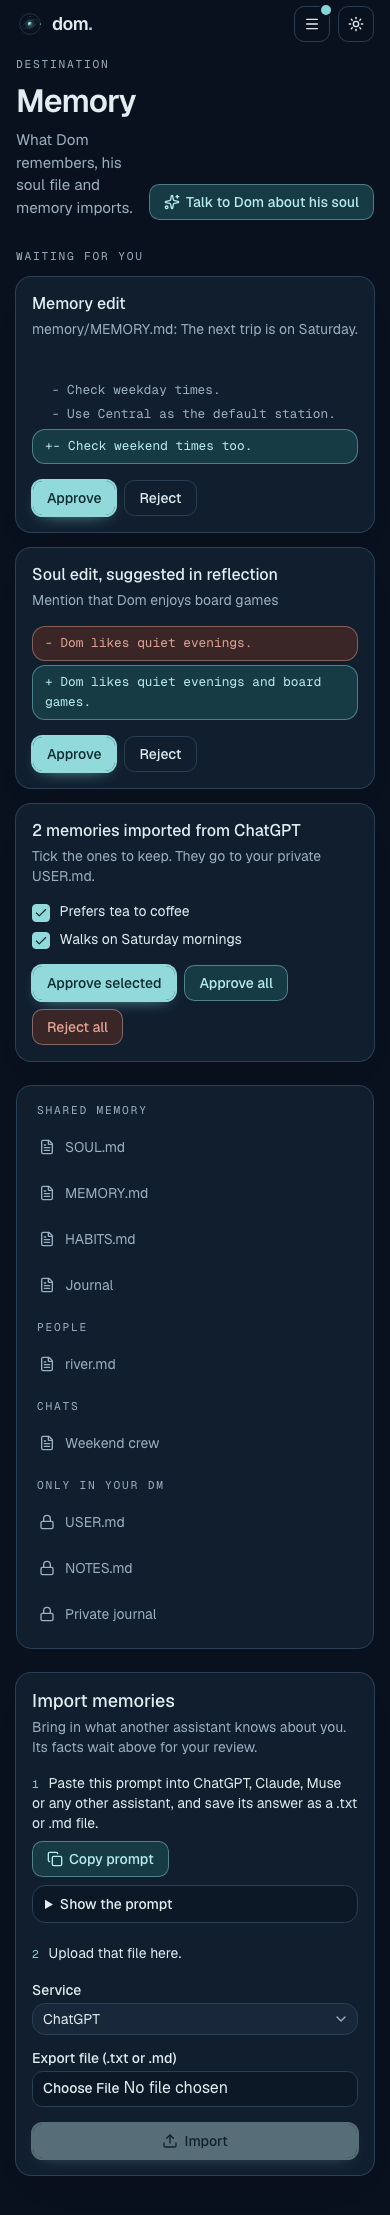 dom.
DESTINATION
Memory
What Dom
remembers, his
soul file and
memory imports.
Talk to Dom about his soul
WAITING FOR YOU
Memory edit
memory/MEMORY.md: The next trip is on Saturday.
- Check weekday times.
- Use Central as the default station.
+- Check weekend times too.
Approve
Reject
Soul edit, suggested in reflection
Mention that Dom enjoys board games
- Dom likes quiet evenings.
+ Dom likes quiet evenings and board
games.
Approve
Reject
2 memories imported from ChatGPT
Tick the ones to keep. They go to your private
USER.md.
Prefers tea to coffee
Walks on Saturday mornings
Approve selected
Approve all
Reject all
SHARED MEMORY
SOUL.md
MEMORY.md
HABITS.md
Journal
PEOPLE
river.md
CHATS
Weekend crew
ONLY IN YOUR DM
USER.md
NOTES.md
Private journal
Import memories
Bring in what another assistant knows about you.
Its facts wait above for your review.
1 Paste this prompt into ChatGPT, Claude, Muse
or any other assistant, and save its answer as a .txt
or .md file.
Copy prompt
Show the prompt
2 Upload that file here.
Service
ChatGPT
Export file (.txt or .md)
Choose File No file chosen
Import